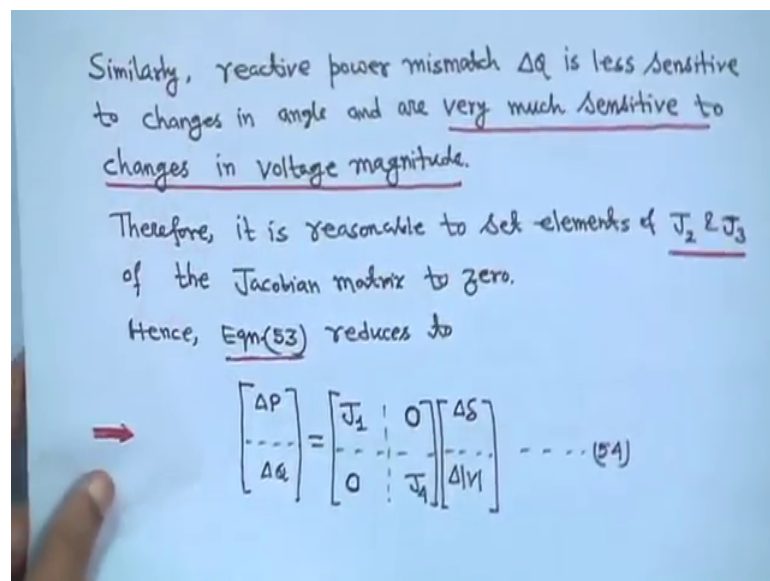 Similarly, reactive power mismatch ΔQ is less sensitive
to changes in angle and are very much sensitive to
changes in voltage magnitude.
Therefore, it is reasonable to set elements of J₂ & J₃
of the Jacobian matrix to zero.
Hence, Eqn.(53) reduces to
⇒ [ΔP; ΔQ] = [J₁ 0; 0 J₄] [Δδ; Δ|V|] .....(54)